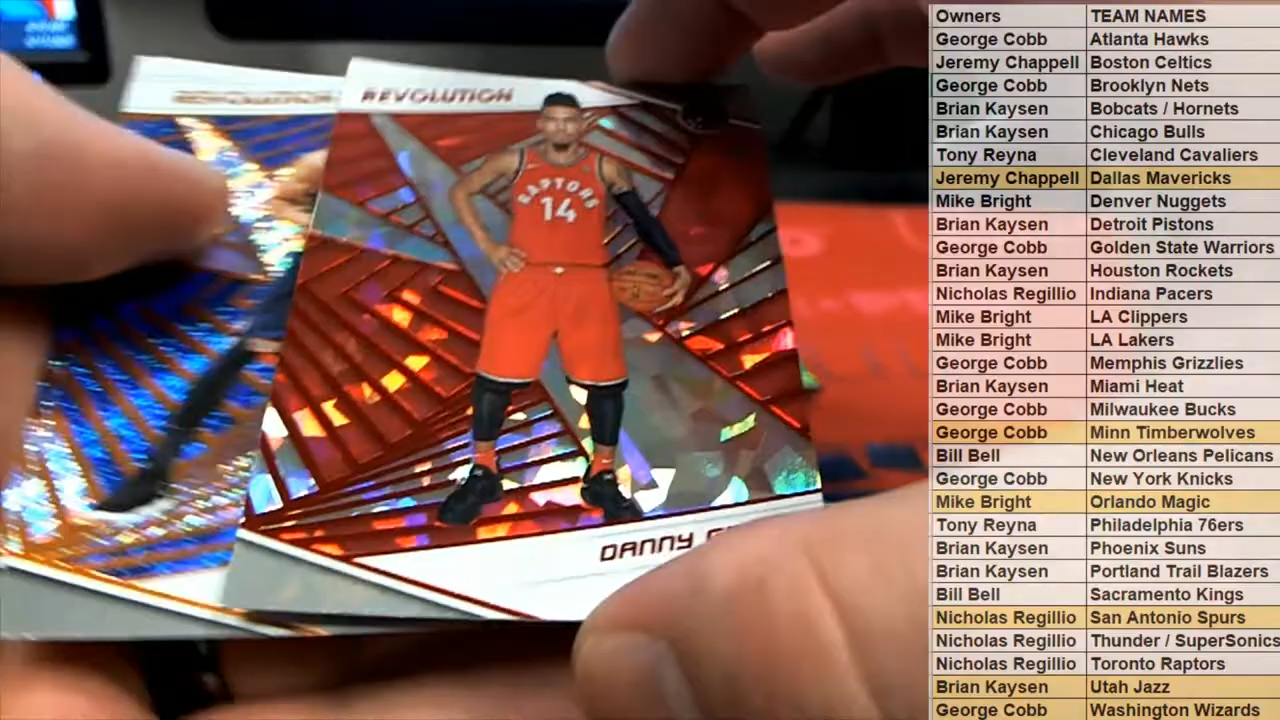 REVOLUTION
REVOLUTION
RAPTORS
14
DANNY
Owners TEAM NAMES
George Cobb Atlanta Hawks
Jeremy Chappell Boston Celtics
George Cobb Brooklyn Nets
Brian Kaysen Bobcats / Hornets
Brian Kaysen Chicago Bulls
Tony Reyna Cleveland Cavaliers
Jeremy Chappell Dallas Mavericks
Mike Bright Denver Nuggets
Brian Kaysen Detroit Pistons
George Cobb Golden State Warriors
Brian Kaysen Houston Rockets
Nicholas Regillio Indiana Pacers
Mike Bright LA Clippers
Mike Bright LA Lakers
George Cobb Memphis Grizzlies
Brian Kaysen Miami Heat
George Cobb Milwaukee Bucks
George Cobb Minn Timberwolves
Bill Bell New Orleans Pelicans
George Cobb New York Knicks
Mike Bright Orlando Magic
Tony Reyna Philadelphia 76ers
Brian Kaysen Phoenix Suns
Brian Kaysen Portland Trail Blazers
Bill Bell Sacramento Kings
Nicholas Regillio San Antonio Spurs
Nicholas Regillio Thunder / SuperSonics
Nicholas Regillio Toronto Raptors
Brian Kaysen Utah Jazz
George Cobb Washington Wizards